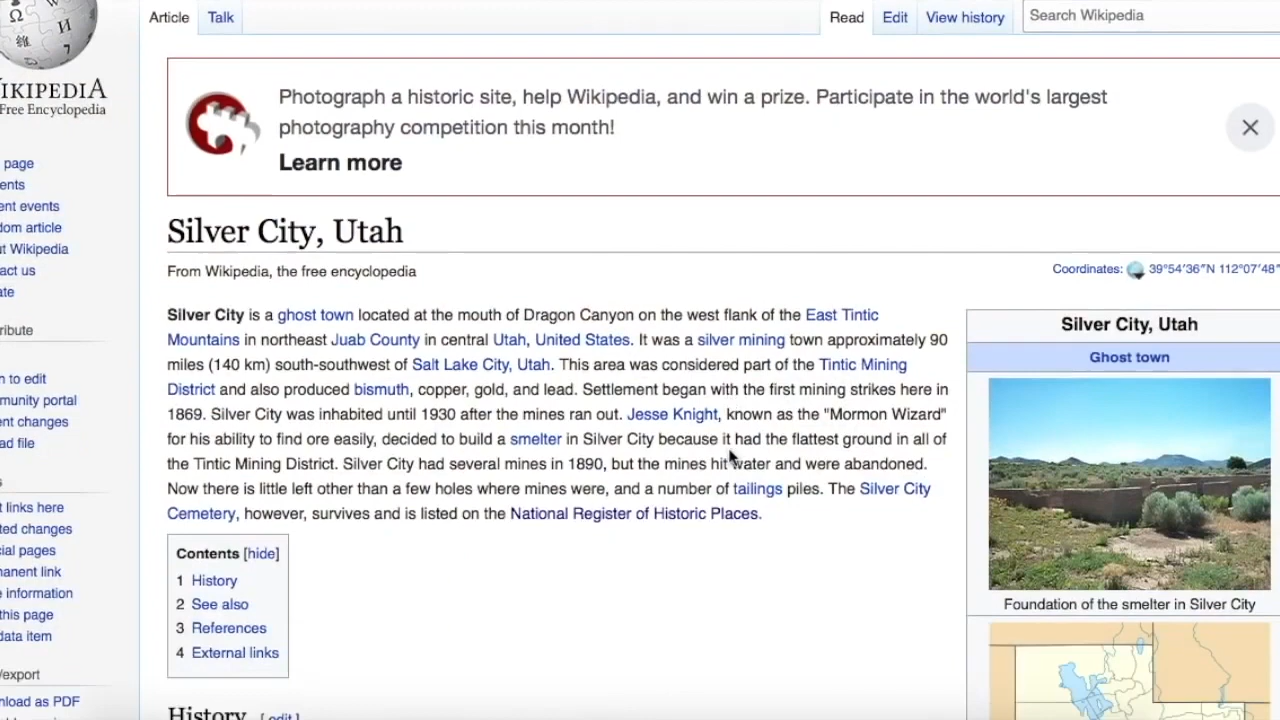 Article Talk Read Edit View history Search Wikipedia
Ω И 維 7
IKIPEDIA
Free Encyclopedia
page
ents
ent events
dom article
ut Wikipedia
act us
ate
ribute
n to edit
munity portal
ent changes
ad file
s
t links here
ted changes
cial pages
manent link
e information
this page
data item
/export
nload as PDF
Photograph a historic site, help Wikipedia, and win a prize. Participate in the world's largest
photography competition this month!
Learn more
Silver City, Utah
From Wikipedia, the free encyclopedia
Coordinates: 39°54′36″N 112°07′48″
Silver City is a ghost town located at the mouth of Dragon Canyon on the west flank of the East Tintic
Mountains in northeast Juab County in central Utah, United States. It was a silver mining town approximately 90
miles (140 km) south-southwest of Salt Lake City, Utah. This area was considered part of the Tintic Mining
District and also produced bismuth, copper, gold, and lead. Settlement began with the first mining strikes here in
1869. Silver City was inhabited until 1930 after the mines ran out. Jesse Knight, known as the "Mormon Wizard"
for his ability to find ore easily, decided to build a smelter in Silver City because it had the flattest ground in all of
the Tintic Mining District. Silver City had several mines in 1890, but the mines hit water and were abandoned.
Now there is little left other than a few holes where mines were, and a number of tailings piles. The Silver City
Cemetery, however, survives and is listed on the National Register of Historic Places.
Contents [hide]
1 History
2 See also
3 References
4 External links
History [ edit ]
Silver City, Utah
Ghost town
Foundation of the smelter in Silver City